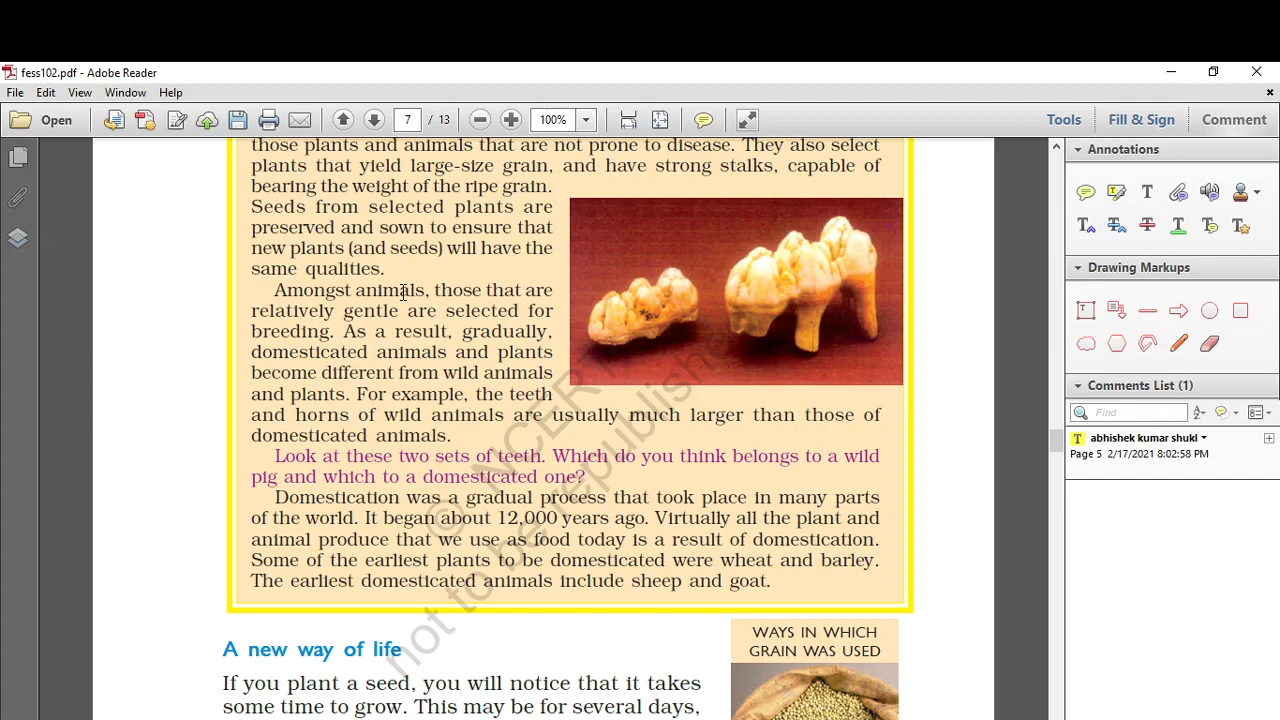 fess102.pdf - Adobe Reader
File Edit View Window Help
Open 7 / 13 100% Tools Fill & Sign Comment
those plants and animals that are not prone to disease. They also select
plants that yield large-size grain, and have strong stalks, capable of
bearing the weight of the ripe grain.
Seeds from selected plants are
preserved and sown to ensure that
new plants (and seeds) will have the
same qualities.
Amongst animals, those that are
relatively gentle are selected for
breeding. As a result, gradually,
domesticated animals and plants
become different from wild animals
and plants. For example, the teeth
and horns of wild animals are usually much larger than those of
domesticated animals.
Look at these two sets of teeth. Which do you think belongs to a wild
pig and which to a domesticated one?
Domestication was a gradual process that took place in many parts
of the world. It began about 12,000 years ago. Virtually all the plant and
animal produce that we use as food today is a result of domestication.
Some of the earliest plants to be domesticated were wheat and barley.
The earliest domesticated animals include sheep and goat.
© NCERT
not to be republish
A new way of life
If you plant a seed, you will notice that it takes
some time to grow. This may be for several days,
WAYS IN WHICH
GRAIN WAS USED
Annotations
Drawing Markups
Comments List (1)
Find
abhishek kumar shukl
Page 5 2/17/2021 8:02:58 PM